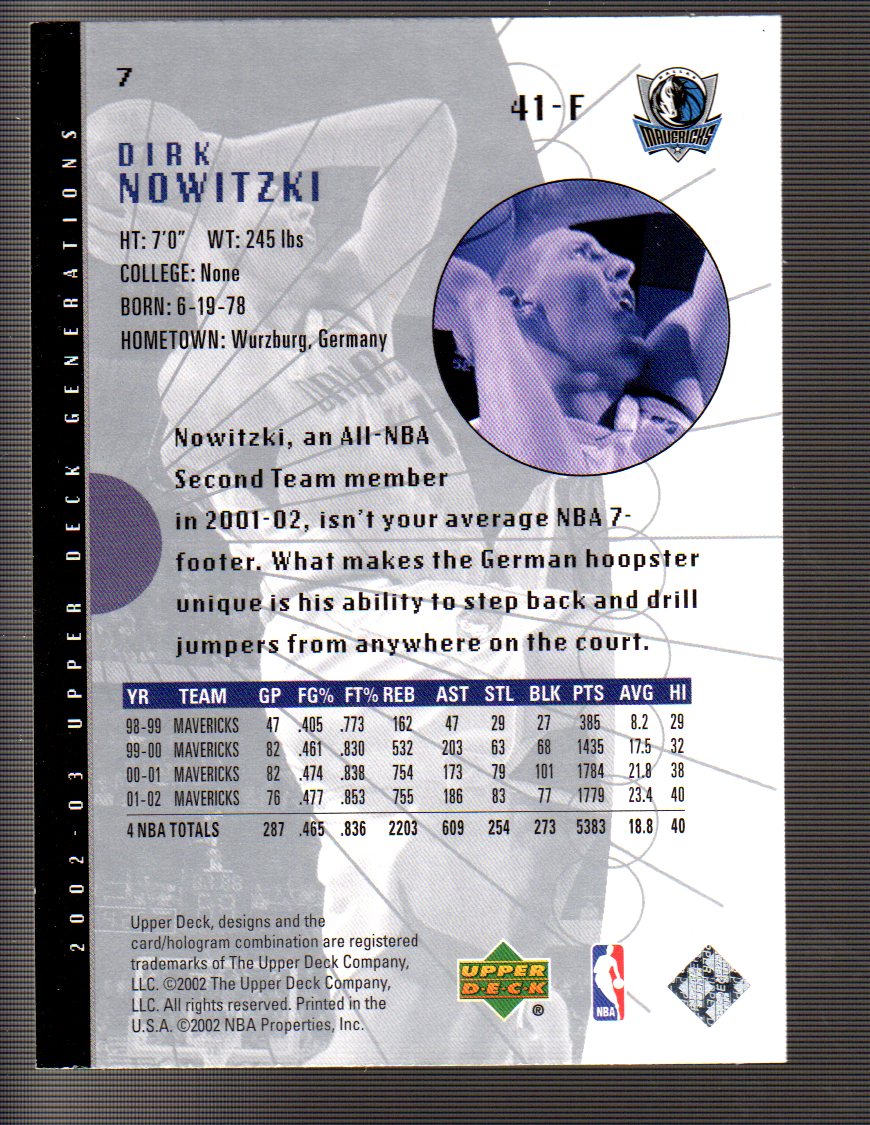 7
41-F
DALLAS
MAVERICKS
DIRK
NOWITZKI
HT: 7'0" WT: 245 lbs
COLLEGE: None
BORN: 6-19-78
HOMETOWN: Wurzburg, Germany
Nowitzki, an All-NBA
Second Team member
in 2001-02, isn't your average NBA 7-
footer. What makes the German hoopster
unique is his ability to step back and drill
jumpers from anywhere on the court.
YR TEAM GP FG% FT% REB AST STL BLK PTS AVG HI
98-99 MAVERICKS 47 .405 .773 162 47 29 27 385 8.2 29
99-00 MAVERICKS 82 .461 .830 532 203 63 68 1435 17.5 32
00-01 MAVERICKS 82 .474 .838 754 173 79 101 1784 21.8 38
01-02 MAVERICKS 76 .477 .853 755 186 83 77 1779 23.4 40
4 NBA TOTALS 287 .465 .836 2203 609 254 273 5383 18.8 40
Upper Deck, designs and the
card/hologram combination are registered
trademarks of The Upper Deck Company,
LLC. ©2002 The Upper Deck Company,
LLC. All rights reserved. Printed in the
U.S.A. ©2002 NBA Properties, Inc.
UPPER
D·E·C·K
®
NBA
2002-03 UPPER DECK GENERATIONS